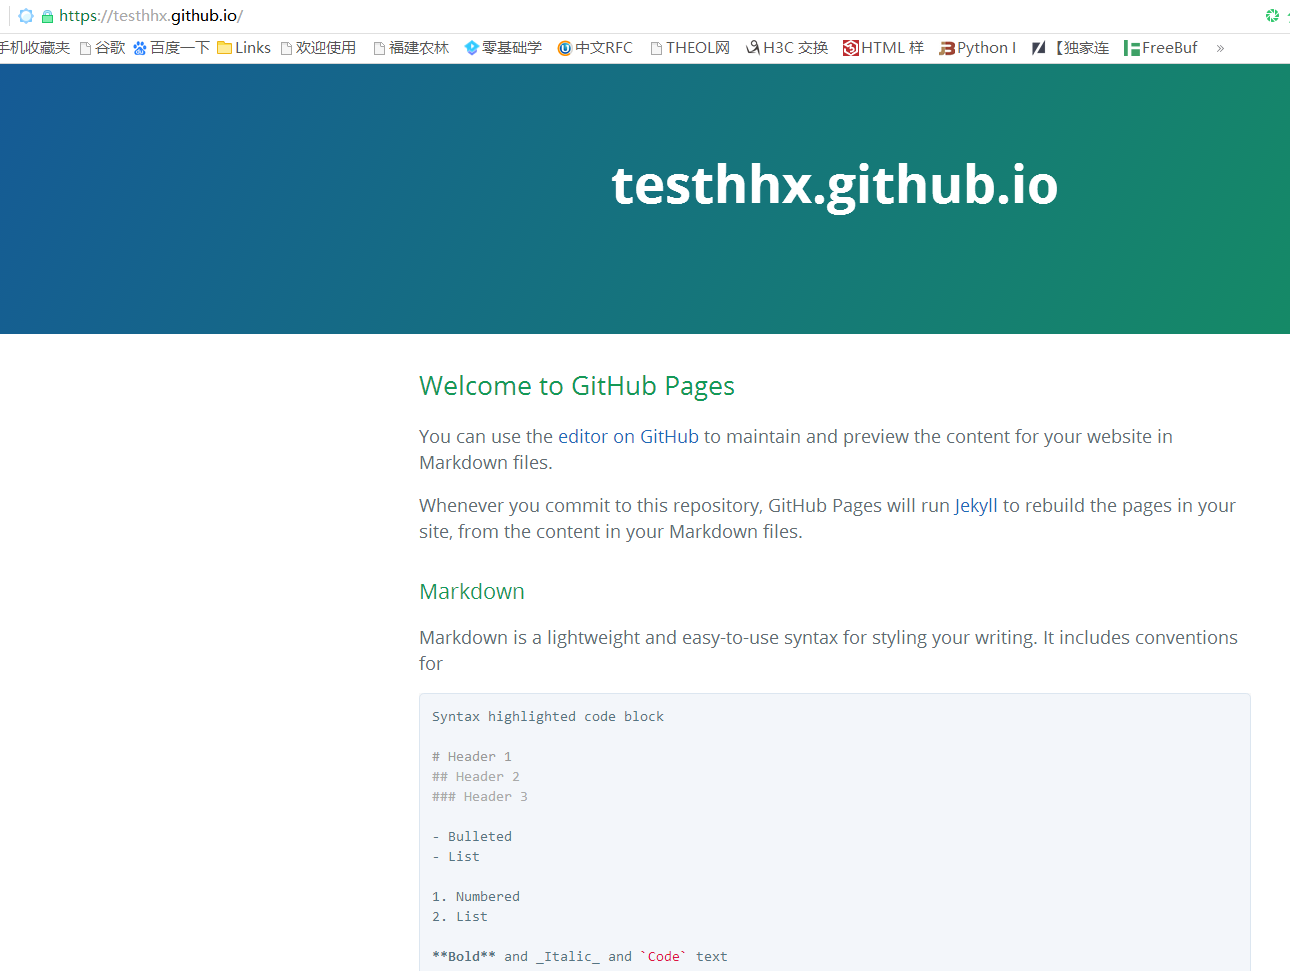 https://testhhx.github.io/
手机收藏夹 谷歌 百度一下 Links 欢迎使用 福建农林 零基础学 中文RFC THEOL网 H3C 交换 HTML 样 Python I 【独家连 FreeBuf »
testhhx.github.io
Welcome to GitHub Pages
You can use the editor on GitHub to maintain and preview the content for your website in
Markdown files.
Whenever you commit to this repository, GitHub Pages will run Jekyll to rebuild the pages in your
site, from the content in your Markdown files.
Markdown
Markdown is a lightweight and easy-to-use syntax for styling your writing. It includes conventions
for
Syntax highlighted code block
# Header 1
## Header 2
### Header 3
- Bulleted
- List
1. Numbered
2. List
**Bold** and _Italic_ and `Code` text